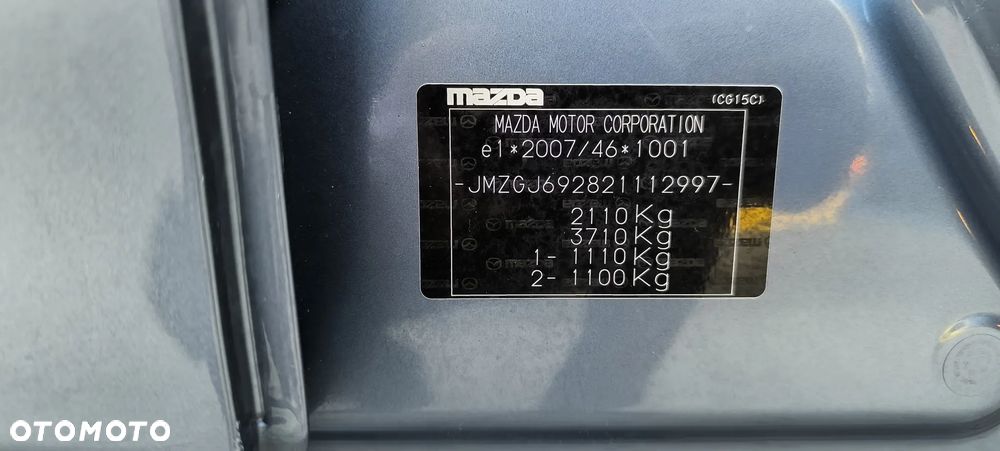 mazda (CG15C)
MAZDA MOTOR CORPORATION
e1*2007/46*1001
-JMZGJ692821112997-
2110Kg
3710Kg
1- 1110Kg
2- 1100Kg
OTOMOTO